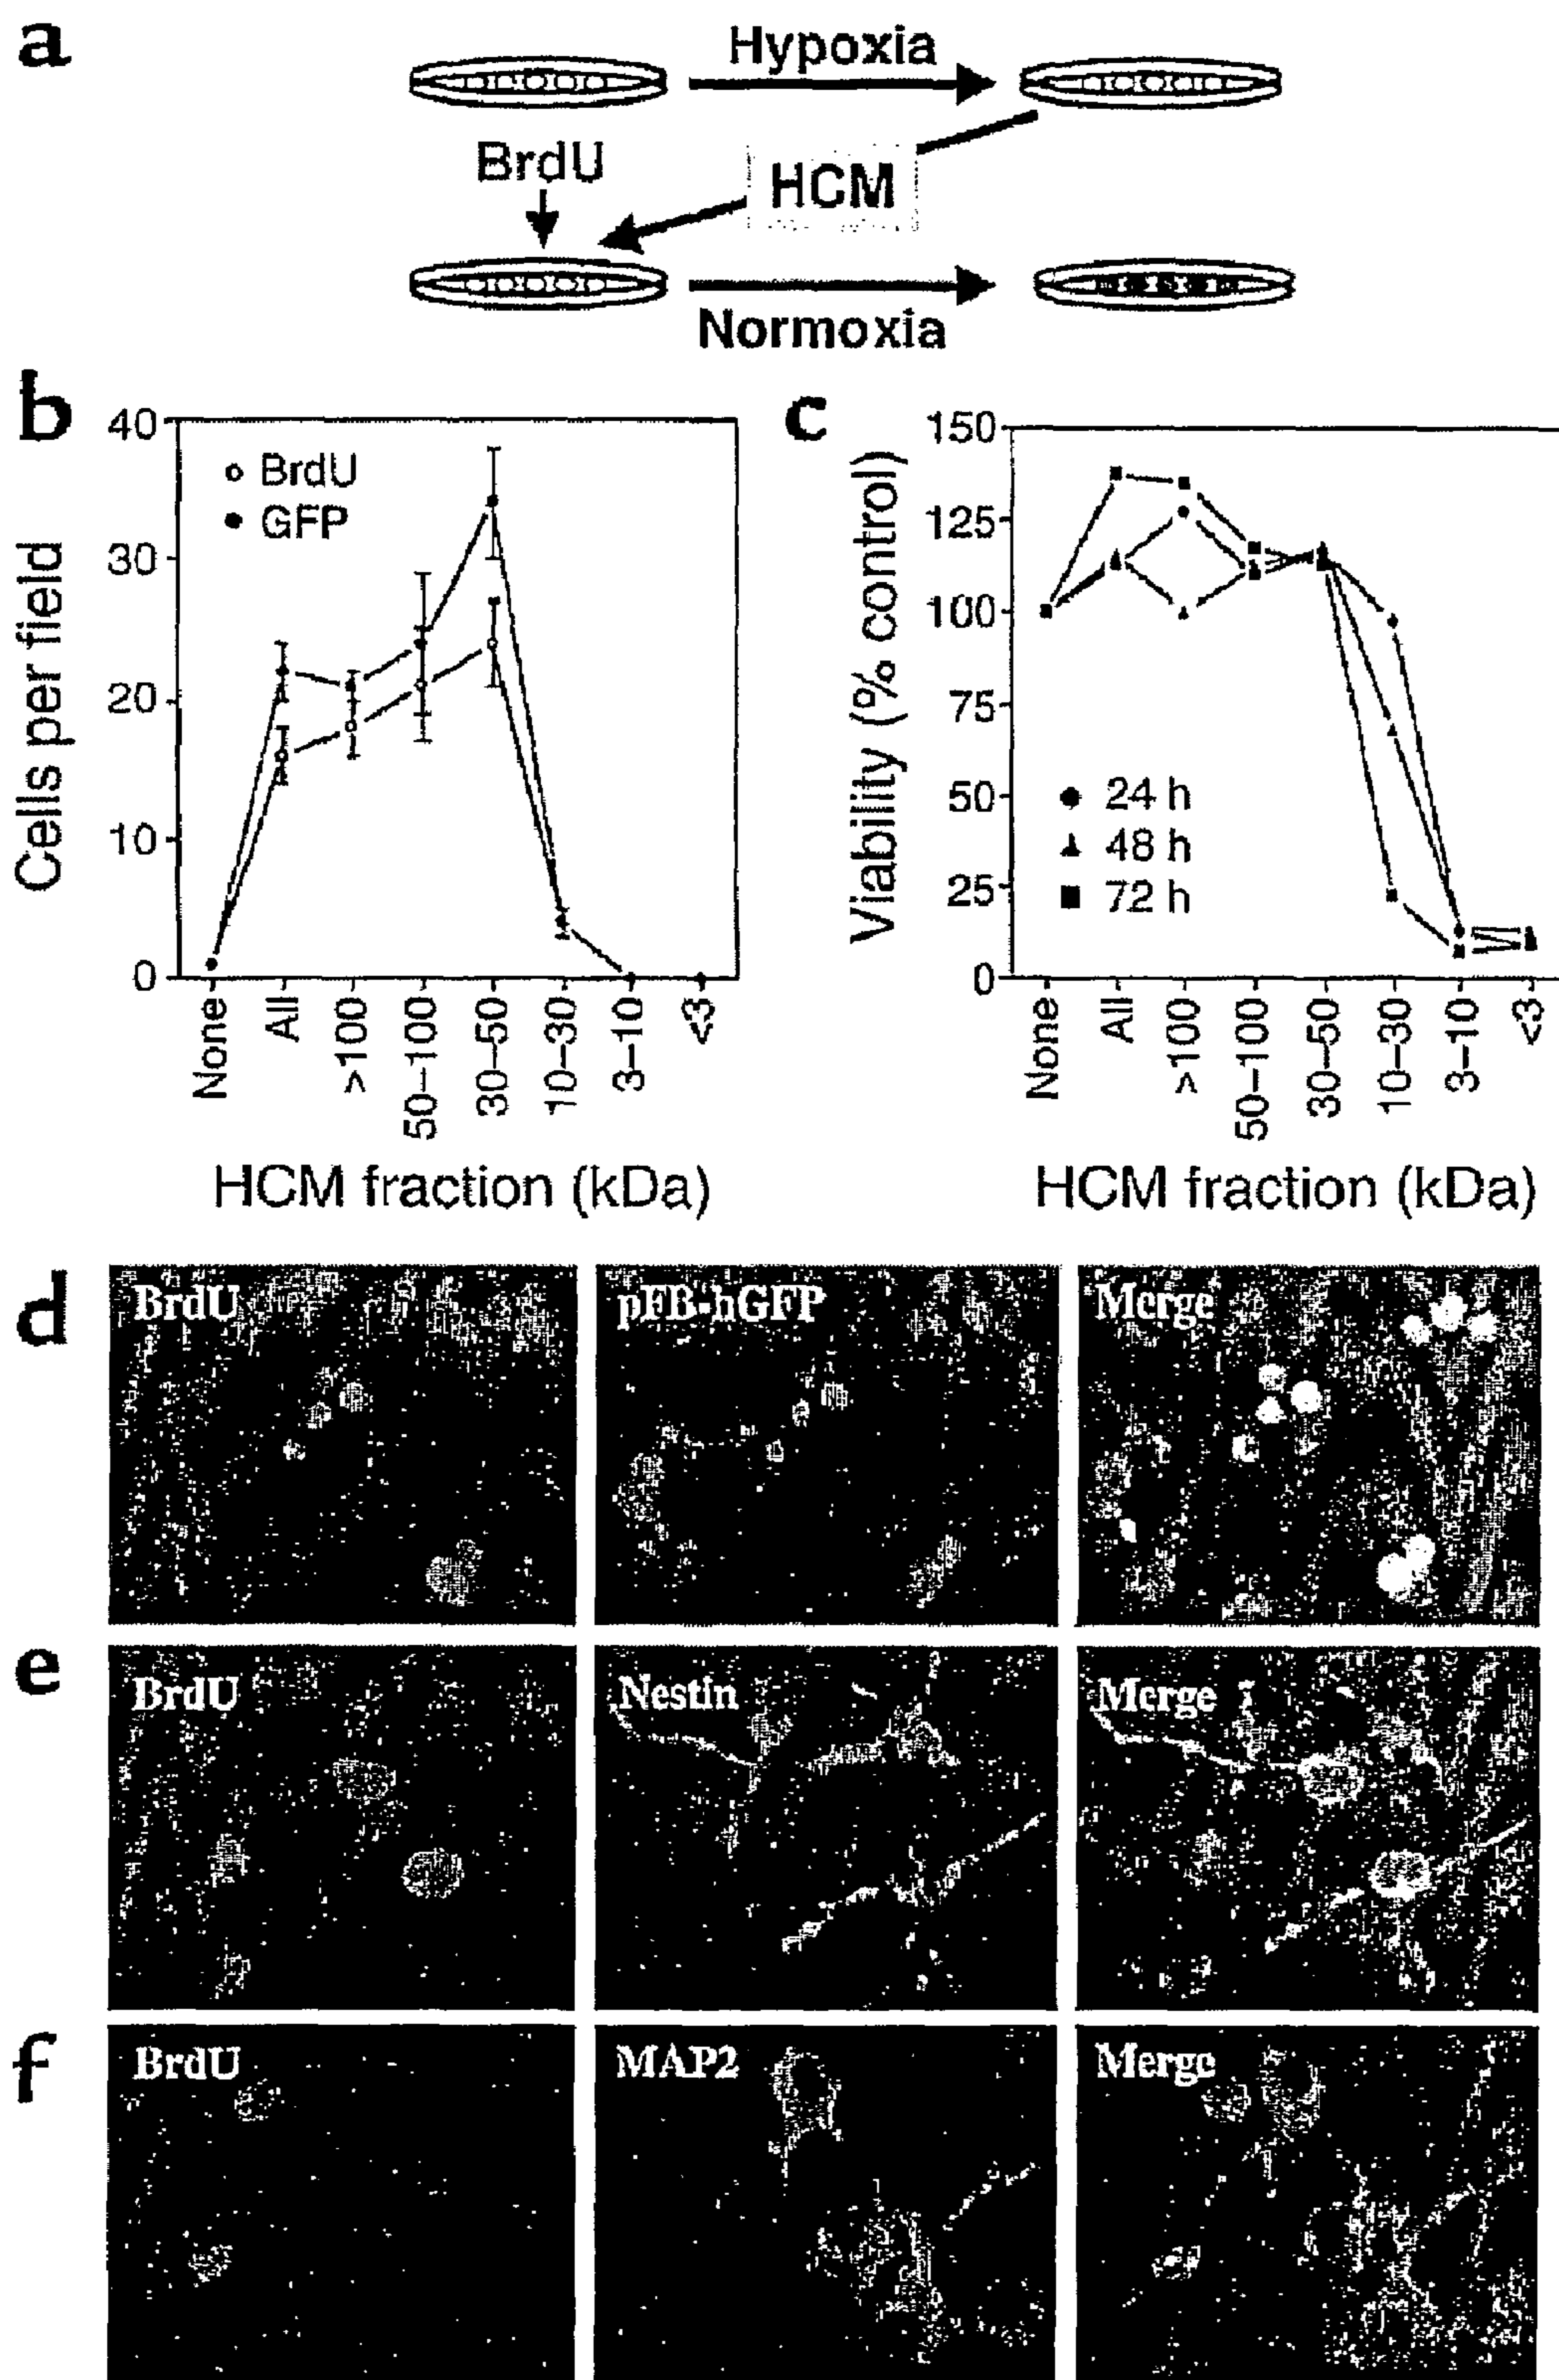 a
Hypoxia
BrdU
HCM
Normoxia
b
40
30
20
10
0
Cells per field
BrdU
GFP
None
All
>100
50–100
30–50
10–30
3–10
<3
HCM fraction (kDa)
c
150
125
100
75
50
25
0
Viability (% control)
24 h
48 h
72 h
None
All
>100
50–100
30–50
10–30
3–10
<3
HCM fraction (kDa)
d
BrdU
pFB-hGFP
Merge
e
BrdU
Nestin
Merge
f
BrdU
MAP2
Merge